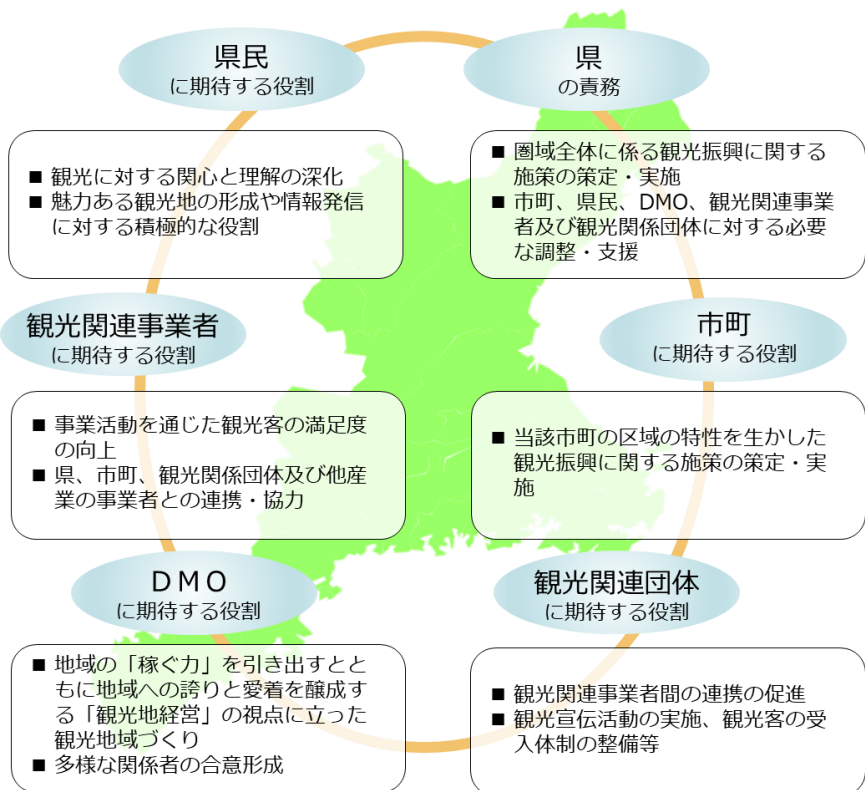 県民
に期待する役割
■ 観光に対する関心と理解の深化
■ 魅力ある観光地の形成や情報発信
に対する積極的な役割
県
の責務
■ 圏域全体に係る観光振興に関する
施策の策定・実施
■ 市町、県民、DMO、観光関連事業
者及び観光関係団体に対する必要
な調整・支援
観光関連事業者
に期待する役割
■ 事業活動を通じた観光客の満足度
の向上
■ 県、市町、観光関係団体及び他産
業の事業者との連携・協力
市町
に期待する役割
■ 当該市町の区域の特性を生かした
観光振興に関する施策の策定・実
施
ＤＭＯ
に期待する役割
■ 地域の「稼ぐ力」を引き出すとと
もに地域への誇りと愛着を醸成す
る「観光地経営」の視点に立った
観光地域づくり
■ 多様な関係者の合意形成
観光関連団体
に期待する役割
■ 観光関連事業者間の連携の促進
■ 観光宣伝活動の実施、観光客の受
入体制の整備等